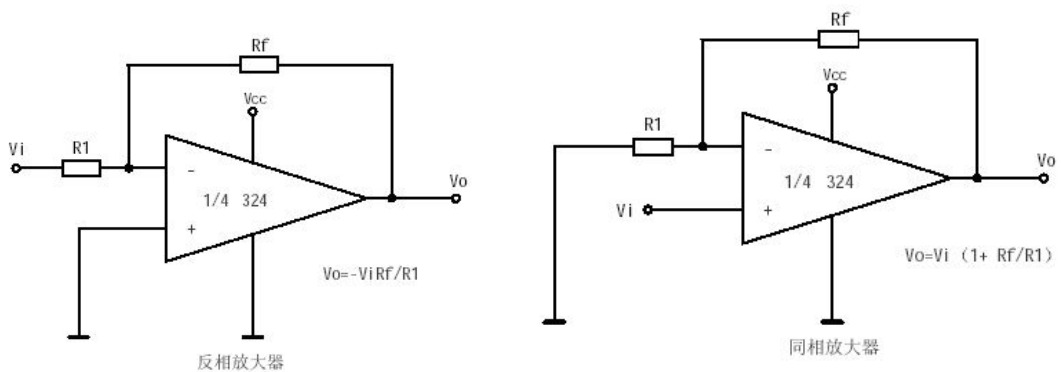 Rf
Vcc
R1
Vi
-
1/4 324
Vo
+
Vo=-ViRf/R1
反相放大器
Rf
Vcc
R1
-
1/4 324
Vo
Vi
+
Vo=Vi (1+ Rf/R1)
同相放大器